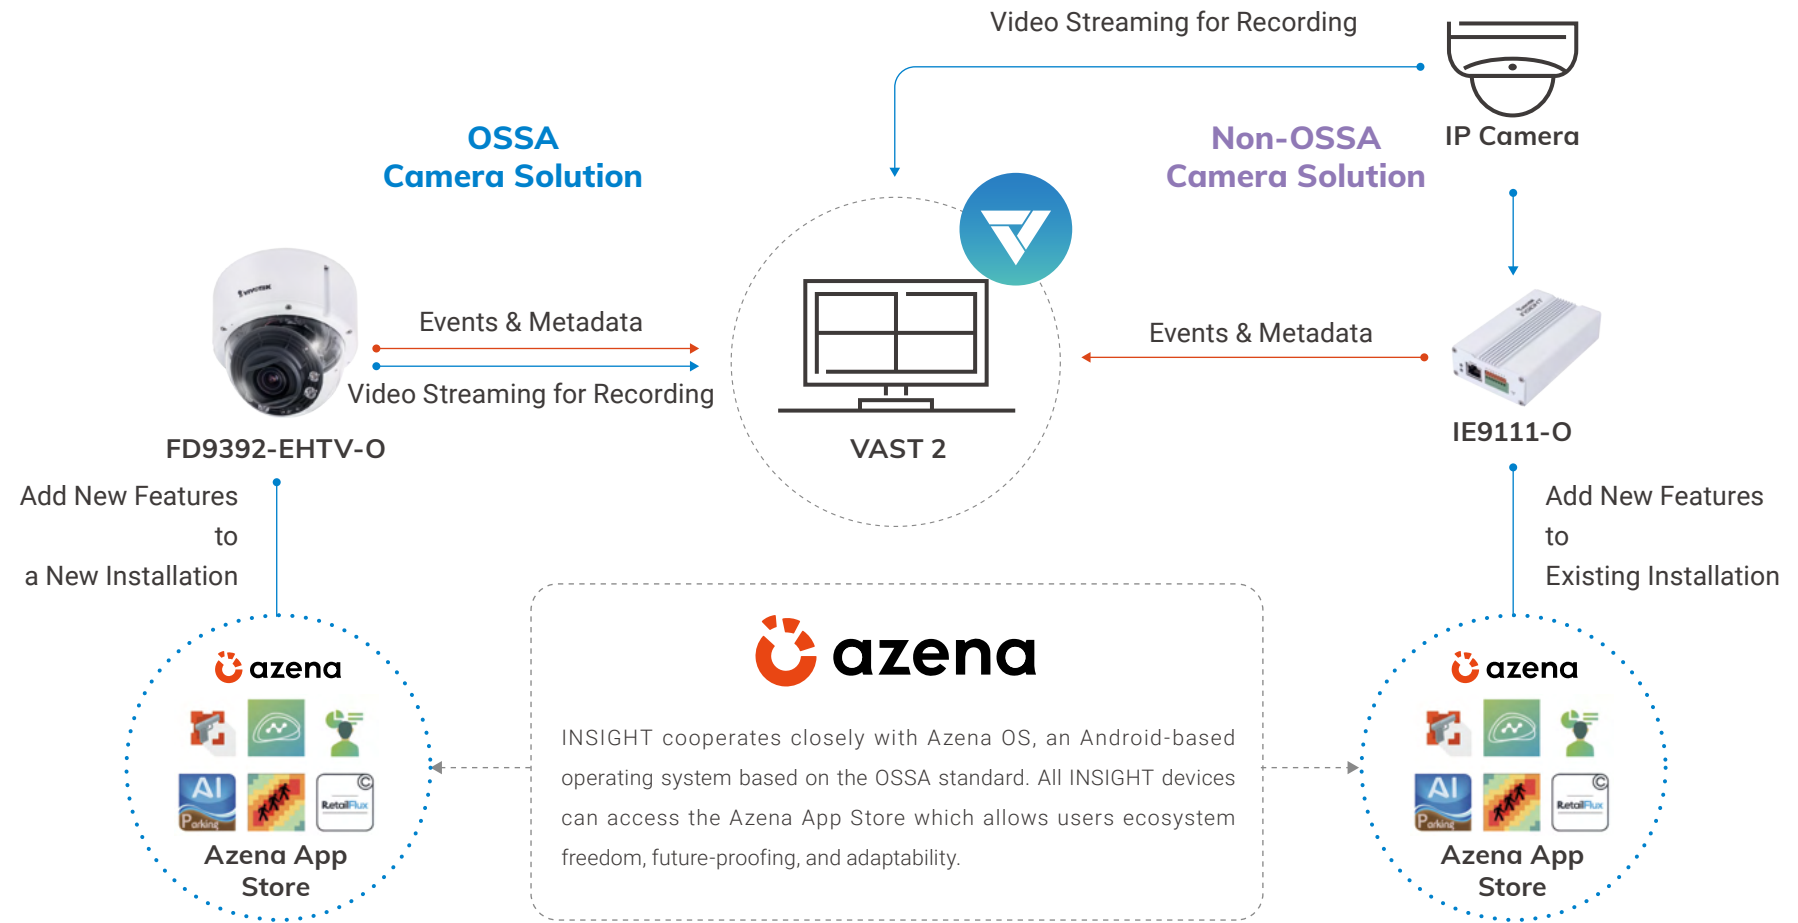 Video Streaming for Recording
IP Camera
OSSA
Camera Solution
Non-OSSA
Camera Solution
VIVOTEK
Events & Metadata
Video Streaming for Recording
FD9392-EHTV-O
VAST 2
Events & Metadata
IE9111-O
Add New Features
to
a New Installation
Add New Features
to
Existing Installation
azena
AI
Parking
RetailFlux
©
Azena App
Store
azena
INSIGHT cooperates closely with Azena OS, an Android-based
operating system based on the OSSA standard. All INSIGHT devices
can access the Azena App Store which allows users ecosystem
freedom, future-proofing, and adaptability.
azena
AI
Parking
RetailFlux
©
Azena App
Store